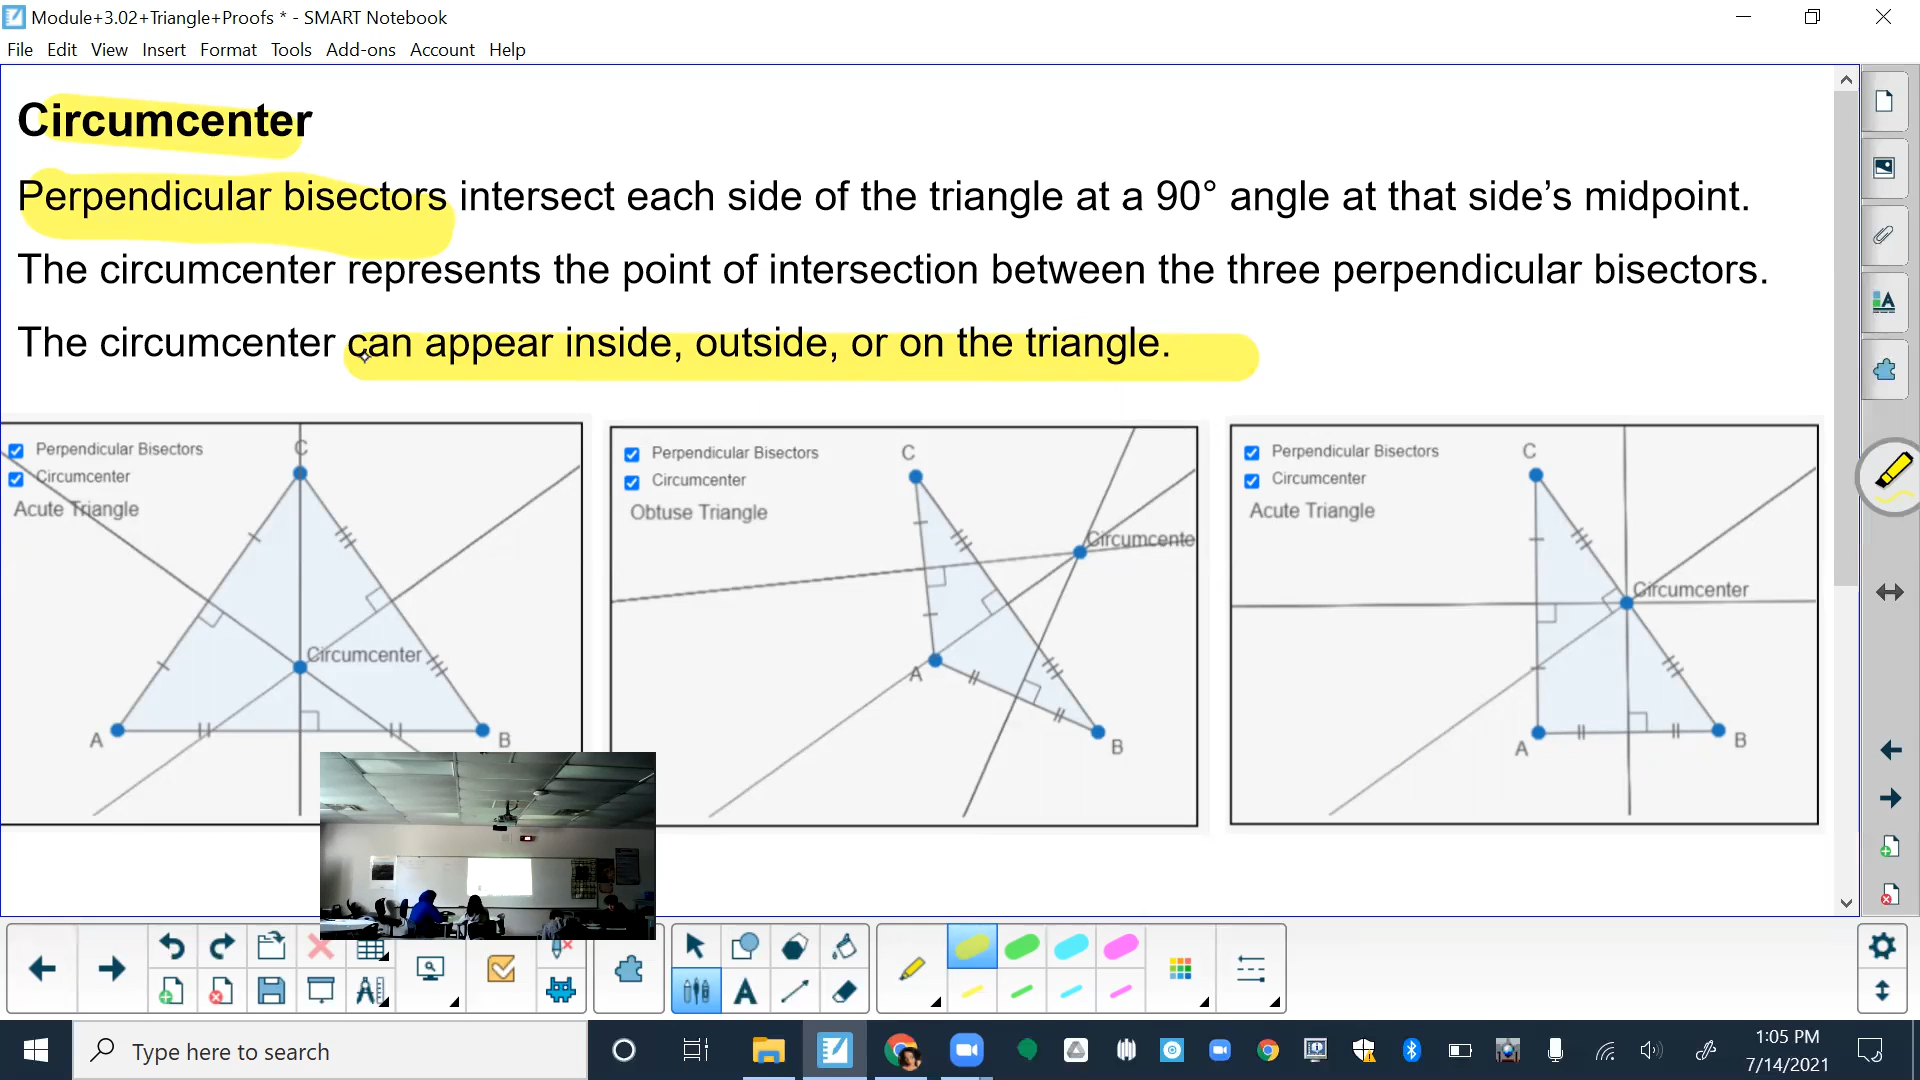 Module+3.02+Triangle+Proofs * - SMART Notebook
File Edit View Insert Format Tools Add-ons Account Help
Circumcenter
Perpendicular bisectors intersect each side of the triangle at a 90° angle at that side’s midpoint.
The circumcenter represents the point of intersection between the three perpendicular bisectors.
The circumcenter can appear inside, outside, or on the triangle.
Perpendicular Bisectors
Circumcenter
Acute Triangle
C
Circumcenter
A
B
Perpendicular Bisectors
Circumcenter
Obtuse Triangle
C
Circumcente
A
B
Perpendicular Bisectors
Circumcenter
Acute Triangle
C
Circumcenter
A
B
Type here to search
1:05 PM
7/14/2021